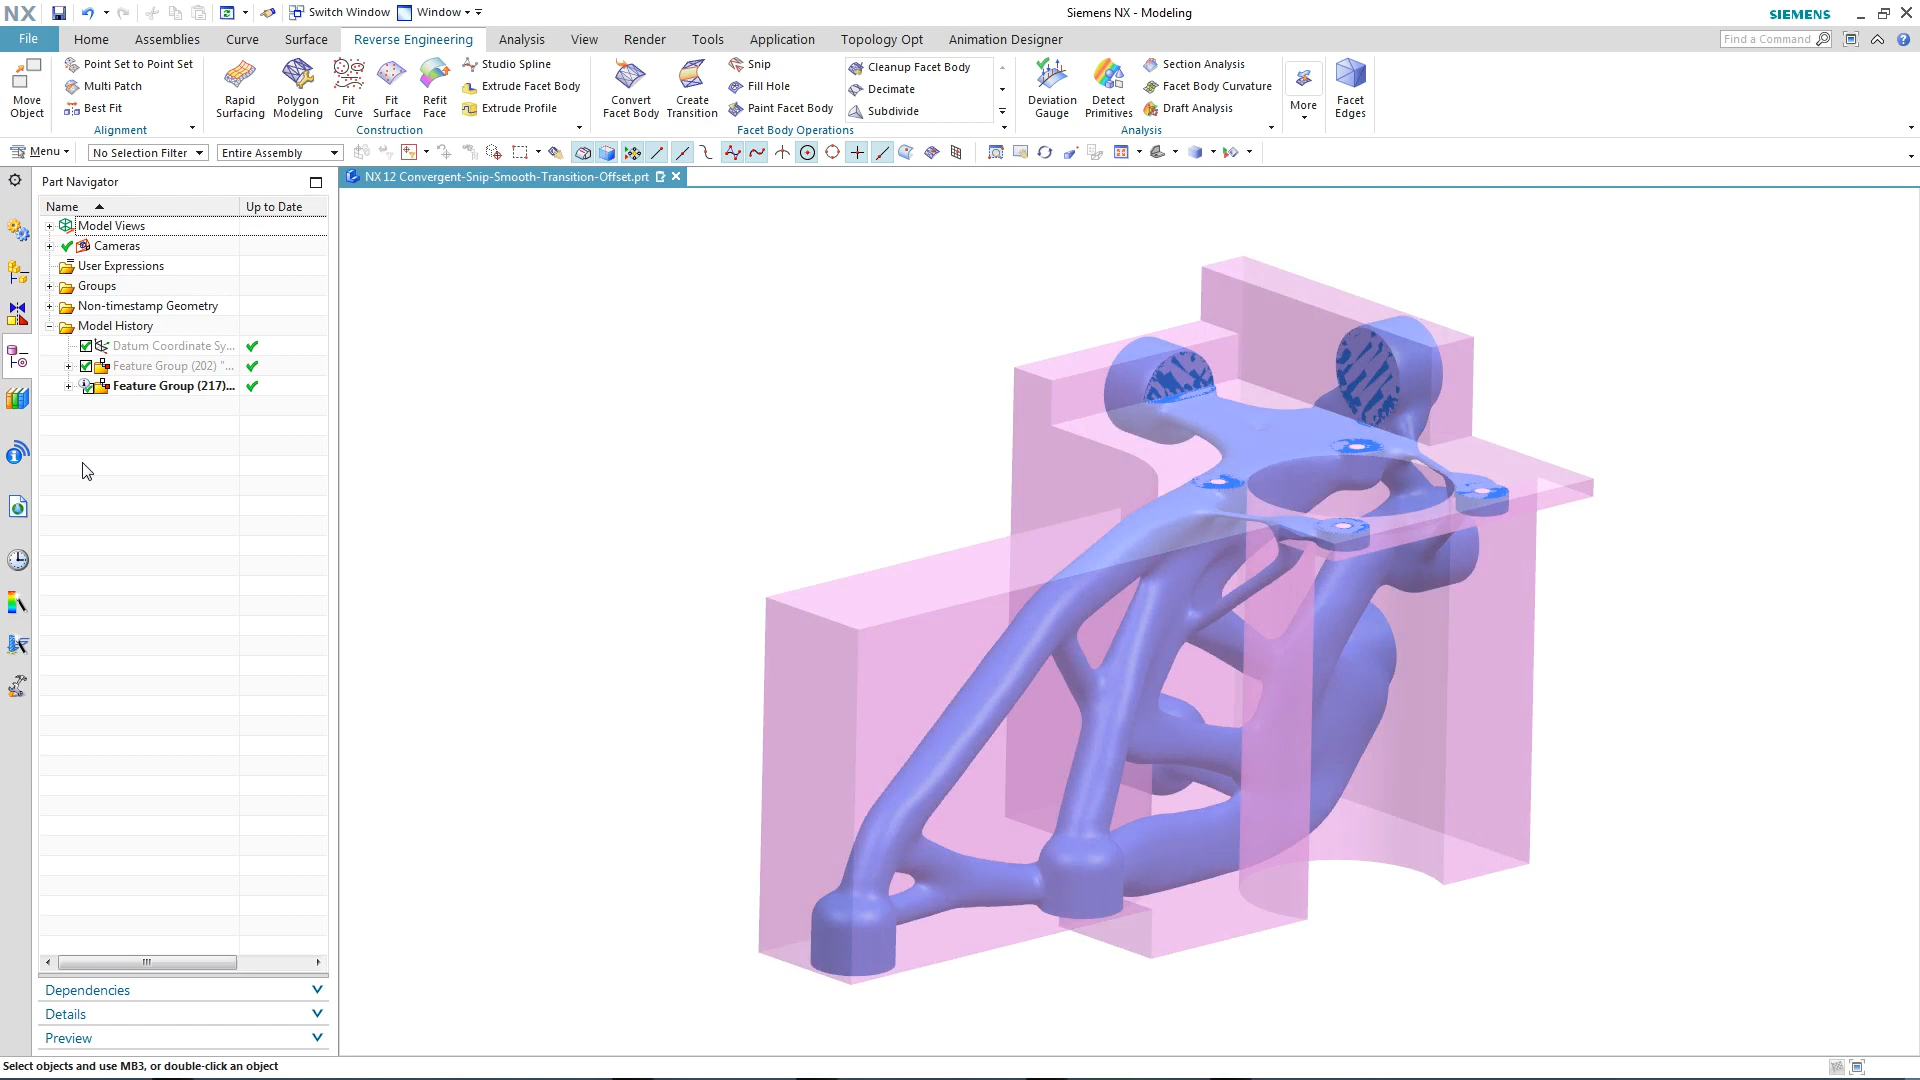 NX
Switch Window
Window
Siemens NX - Modeling
SIEMENS
File
Home
Assemblies
Curve
Surface
Reverse Engineering
Analysis
View
Render
Tools
Application
Topology Opt
Animation Designer
Find a Command
Move
Object
Point Set to Point Set
Multi Patch
Best Fit
Alignment
Rapid
Surfacing
Polygon
Modeling
Fit
Curve
Fit
Surface
Refit
Face
Studio Spline
Extrude Facet Body
Extrude Profile
Construction
Convert
Facet Body
Create
Transition
Snip
Fill Hole
Paint Facet Body
Cleanup Facet Body
Decimate
Subdivide
Facet Body Operations
Deviation
Gauge
Detect
Primitives
Section Analysis
Facet Body Curvature
Draft Analysis
Analysis
More
Facet
Edges
Menu
No Selection Filter
Entire Assembly
Part Navigator
NX 12 Convergent-Snip-Smooth-Transition-Offset.prt
Name
Up to Date
Model Views
Cameras
User Expressions
Groups
Non-timestamp Geometry
Model History
Datum Coordinate Sy...
Feature Group (202) "...
Feature Group (217)...
Dependencies
Details
Preview
Select objects and use MB3, or double-click an object